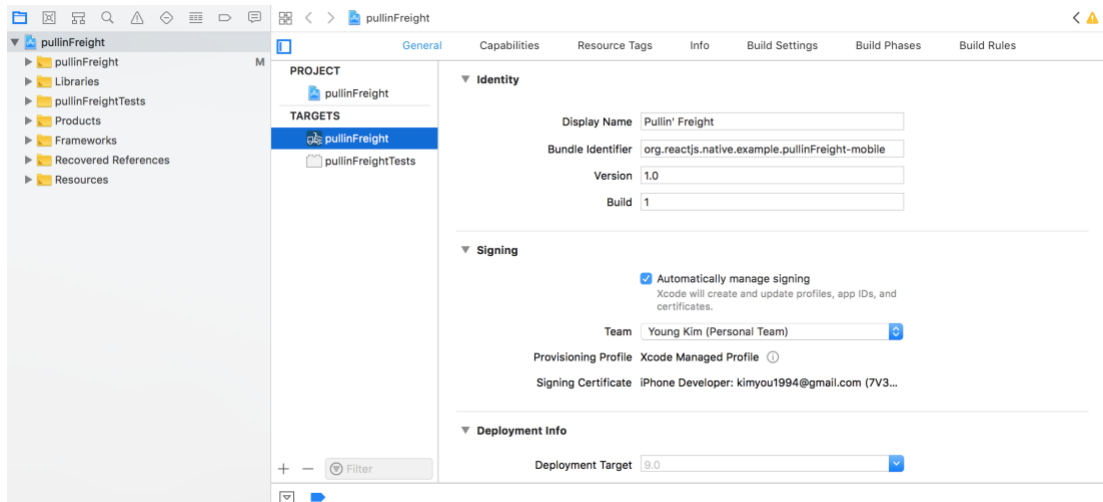 pullinFreight
pullinFreight
pullinFreight M
Libraries
pullinFreightTests
Products
Frameworks
Recovered References
Resources
General Capabilities Resource Tags Info Build Settings Build Phases Build Rules
PROJECT
pullinFreight
TARGETS
pullinFreight
pullinFreightTests
Filter
Identity
Display Name Pullin' Freight
Bundle Identifier org.reactjs.native.example.pullinFreight-mobile
Version 1.0
Build 1
Signing
Automatically manage signing
Xcode will create and update profiles, app IDs, and
certificates.
Team Young Kim (Personal Team)
Provisioning Profile Xcode Managed Profile
Signing Certificate iPhone Developer: kimyou1994@gmail.com (7V3...
Deployment Info
Deployment Target 9.0